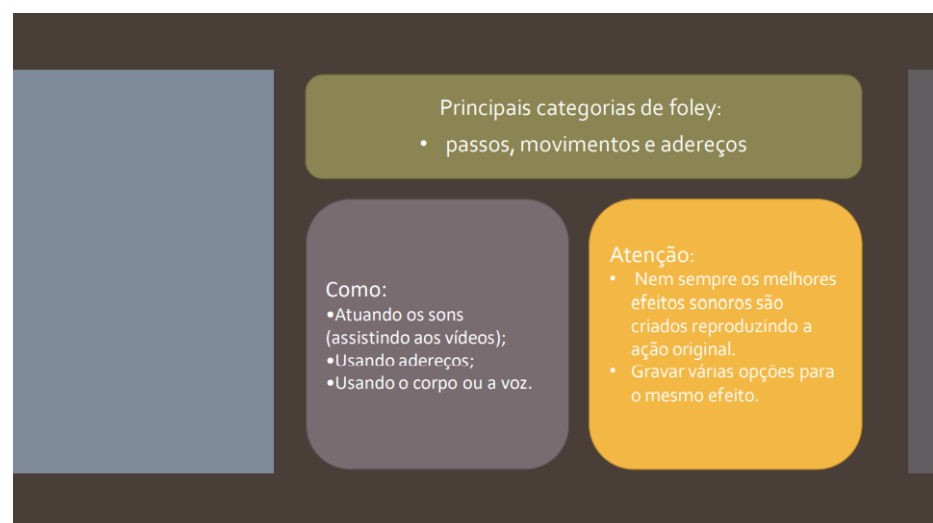 Principais categorias de foley:
• passos, movimentos e adereços
Como:
•Atuando os sons
(assistindo aos vídeos);
•Usando adereços;
•Usando o corpo ou a voz.
Atenção:
• Nem sempre os melhores
efeitos sonoros são
criados reproduzindo a
ação original.
• Gravar várias opções para
o mesmo efeito.